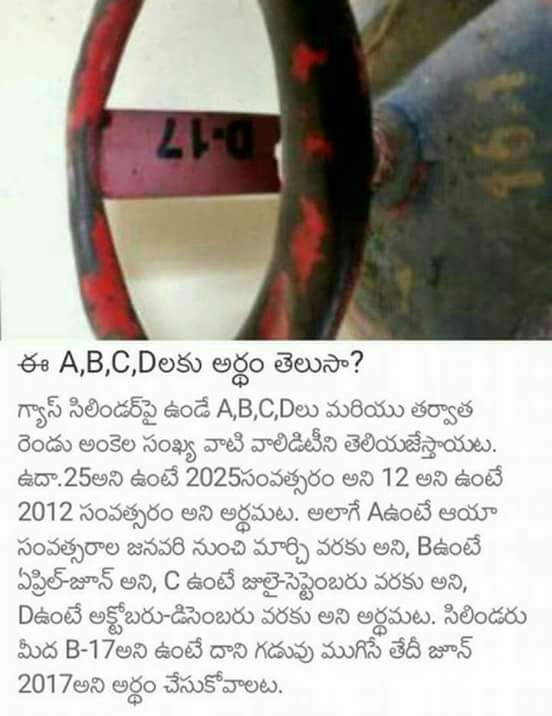 D-17
16.1
ఈ A,B,C,Dలకు అర్థం తెలుసా?
గ్యాస్ సిలిండర్‌పై ఉండే A,B,C,Dలు మరియు తర్వాత
రెండు అంకెల సంఖ్య వాటి వాలిడిటీని తెలియజేస్తాయట.
ఉదా.25అని ఉంటే 2025సంవత్సరం అని 12 అని ఉంటే
2012 సంవత్సరం అని అర్థమట. అలాగే Aఉంటే ఆయా
సంవత్సరాల జనవరి నుంచి మార్చి వరకు అని, Bఉంటే
ఏప్రిల్-జూన్ అని, C ఉంటే జులై-సెప్టెంబరు వరకు అని,
Dఉంటే అక్టోబరు-డిసెంబరు వరకు అని అర్థమట. సిలిండరు
మీద B-17అని ఉంటే దాని గడువు ముగిసే తేదీ జూన్
2017అని అర్థం చేసుకోవాలట.